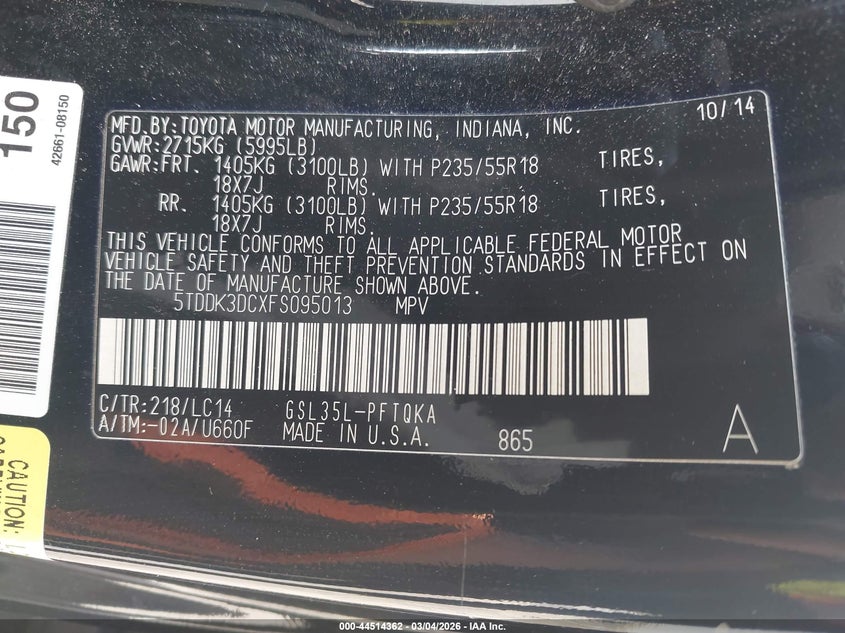 150
42661-08150
10/14
MFD.BY:TOYOTA MOTOR MANUFACTURING, INDIANA, INC.
GVWR:2715KG (5995LB)
GAWR:FRT. 1405KG (3100LB) WITH P235/55R18 TIRES,
18X7J RIMS.
RR. 1405KG (3100LB) WITH P235/55R18 TIRES,
18X7J RIMS.
THIS VEHICLE CONFORMS TO ALL APPLICABLE FEDERAL MOTOR
VEHICLE SAFETY AND THEFT PREVENTION STANDARDS IN EFFECT ON
THE DATE OF MANUFACTURE SHOWN ABOVE.
5TDDK3DCXFS095013 MPV
C/TR:218/LC14 GSL35L-PFTQKA
A/TM:-02A/U660F MADE IN U.S.A. 865 A
CAUTION:
000-44514362 - 03/04/2026 - IAA Inc.